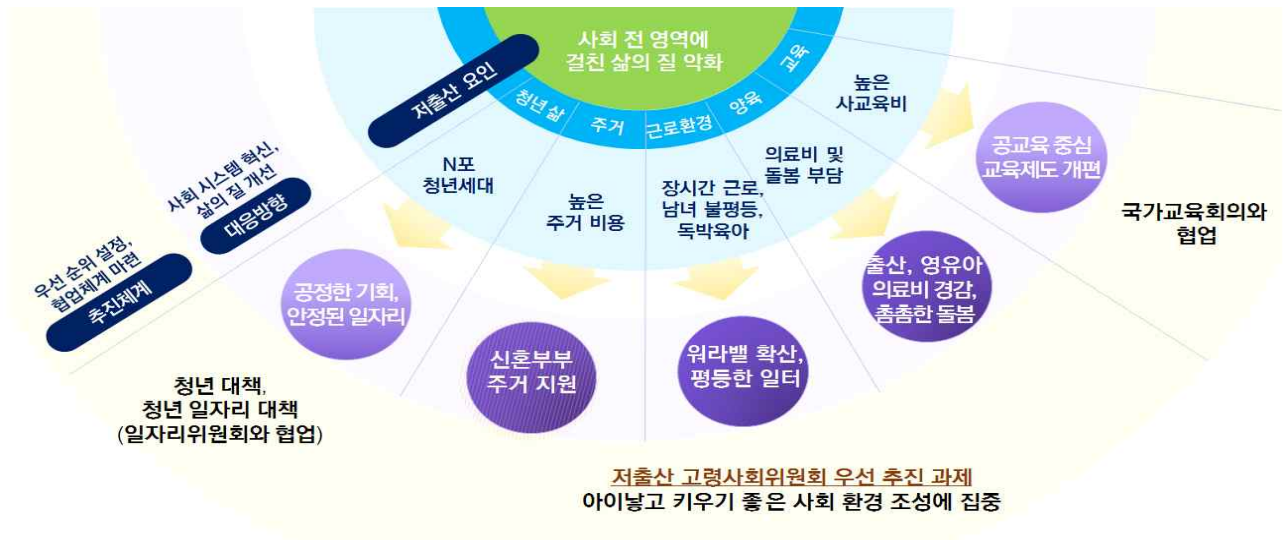 사회 전 영역에
걸친 삶의 질 악화
저출산 요인
청년 삶
주거
근로환경
양육
교육
N포
청년세대
높은
주거 비용
장시간 근로,
남녀 불평등,
독박육아
의료비 및
돌봄 부담
높은
사교육비
사회 시스템 혁신,
삶의 질 개선
대응방향
공정한 기회,
안정된 일자리
신혼부부
주거 지원
워라밸 확산,
평등한 일터
출산, 영유아
의료비 경감,
촘촘한 돌봄
공교육 중심
교육제도 개편
우선 순위 설정,
협업체계 마련
추진체계
청년 대책,
청년 일자리 대책
(일자리위원회와 협업)
국가교육회의와
협업
저출산 고령사회위원회 우선 추진 과제
아이낳고 키우기 좋은 사회 환경 조성에 집중